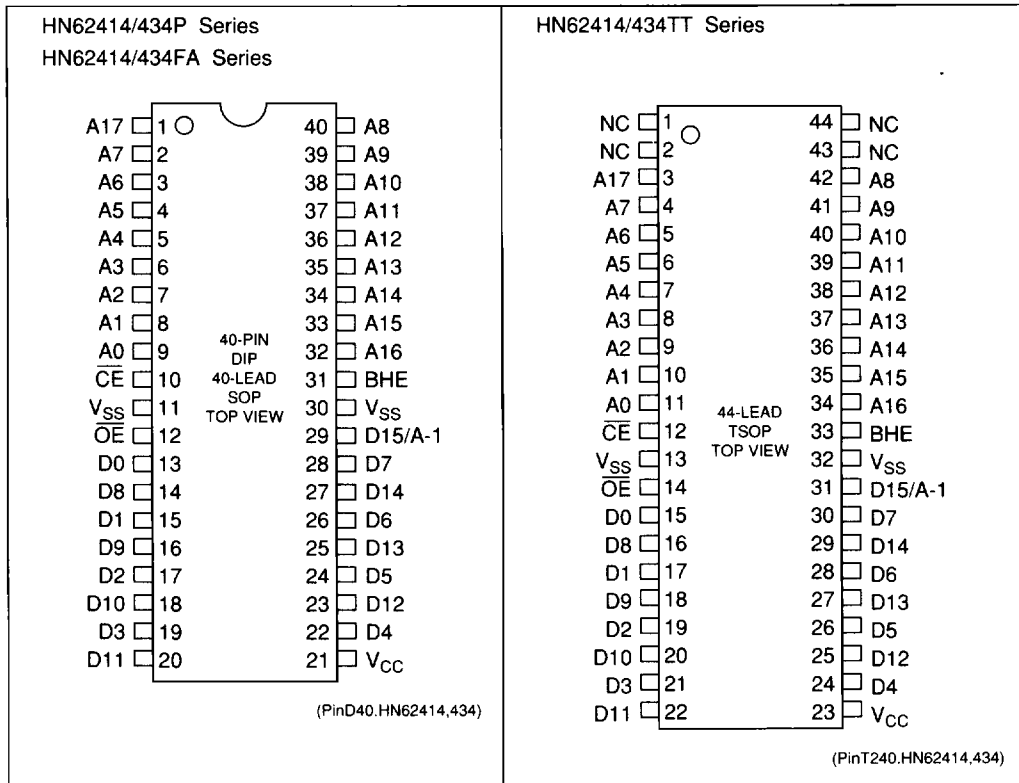 HN62414/434P Series
HN62414/434FA Series
A17 1 40 A8
A7 2 39 A9
A6 3 38 A10
A5 4 37 A11
A4 5 36 A12
A3 6 35 A13
A2 7 34 A14
A1 8 33 A15
A0 9 32 A16
C̅E̅ 10 31 BHE
VSS 11 30 VSS
O̅E̅ 12 29 D15/A-1
D0 13 28 D7
D8 14 27 D14
D1 15 26 D6
D9 16 25 D13
D2 17 24 D5
D10 18 23 D12
D3 19 22 D4
D11 20 21 VCC
40-PIN
DIP
40-LEAD
SOP
TOP VIEW
(PinD40.HN62414,434)
HN62414/434TT Series
NC 1 44 NC
NC 2 43 NC
A17 3 42 A8
A7 4 41 A9
A6 5 40 A10
A5 6 39 A11
A4 7 38 A12
A3 8 37 A13
A2 9 36 A14
A1 10 35 A15
A0 11 34 A16
C̅E̅ 12 33 BHE
VSS 13 32 VSS
O̅E̅ 14 31 D15/A-1
D0 15 30 D7
D8 16 29 D14
D1 17 28 D6
D9 18 27 D13
D2 19 26 D5
D10 20 25 D12
D3 21 24 D4
D11 22 23 VCC
44-LEAD
TSOP
TOP VIEW
(PinT240.HN62414,434)